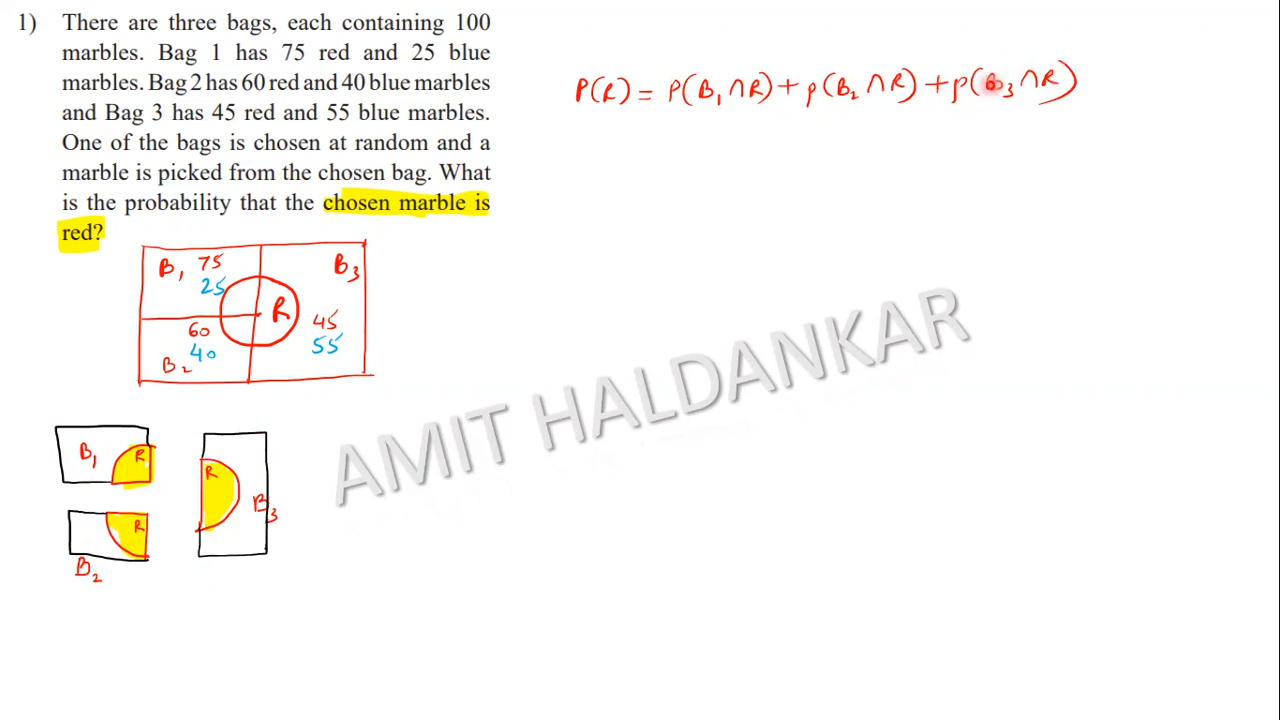 1) There are three bags, each containing 100
marbles. Bag 1 has 75 red and 25 blue
marbles. Bag 2 has 60 red and 40 blue marbles
and Bag 3 has 45 red and 55 blue marbles.
One of the bags is chosen at random and a
marble is picked from the chosen bag. What
is the probability that the chosen marble is
red?
P(R) = P(B₁∩R) + P(B₂∩R) + P(B₃∩R)
B₁ 75
25
B₃
R
60
40
B₂
45
55
AMIT HALDANKAR
B₁ R
R
B₂
R
B₃